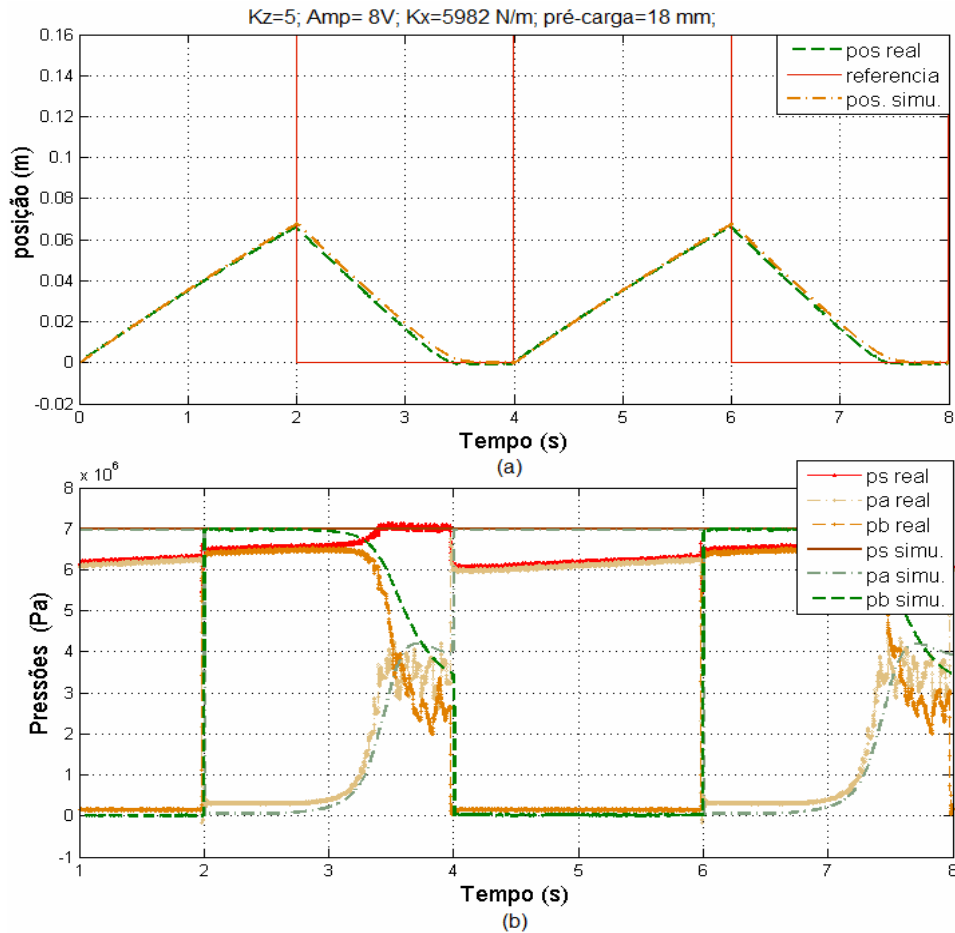 Kz=5; Amp= 8V; Kx=5982 N/m; pré-carga=18 mm;
0.16
0.14
0.12
0.1
0.08
0.06
0.04
0.02
0
-0.02
posição (m)
pos real
referencia
pos. simu.
0 1 2 3 4 5 6 7 8
Tempo (s)
(a)
x 10^6
8
7
6
5
4
3
2
1
0
-1
Pressões (Pa)
ps real
pa real
pb real
ps simu.
pa simu.
pb simu.
1 2 3 4 5 6 7 8
Tempo (s)
(b)